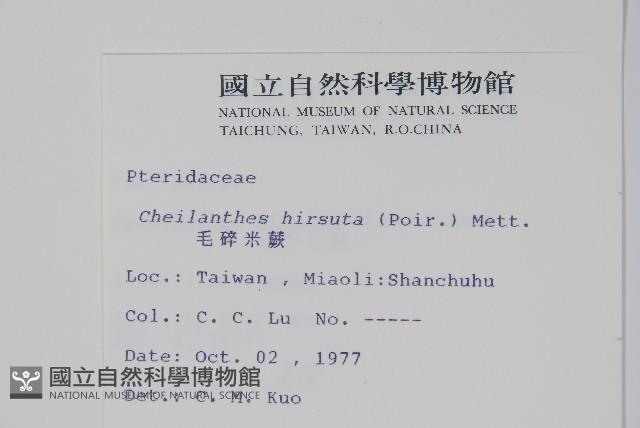 國立自然科學博物館
NATIONAL MUSEUM OF NATURAL SCIENCE
TAICHUNG, TAIWAN, R.O.CHINA
Pteridaceae
Cheilanthes hirsuta (Poir.) Mett.
毛碎米蕨
Loc.: Taiwan , Miaoli:Shanchuhu
Col.: C. C. Lu No. -----
Date: Oct. 02 , 1977
Det.: C. M. Kuo
國立自然科學博物館
NATIONAL MUSEUM OF NATURAL SCIENCE